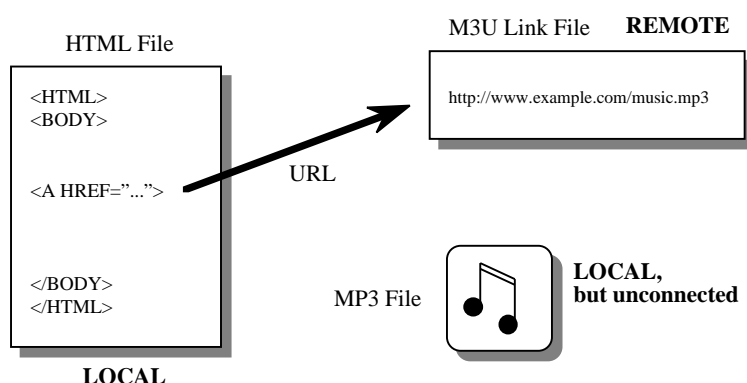 HTML File
<HTML>
<BODY>
<A HREF=”...”>
</BODY>
</HTML>
LOCAL
URL
M3U Link File REMOTE
http://www.example.com/music.mp3
MP3 File
LOCAL,
but unconnected